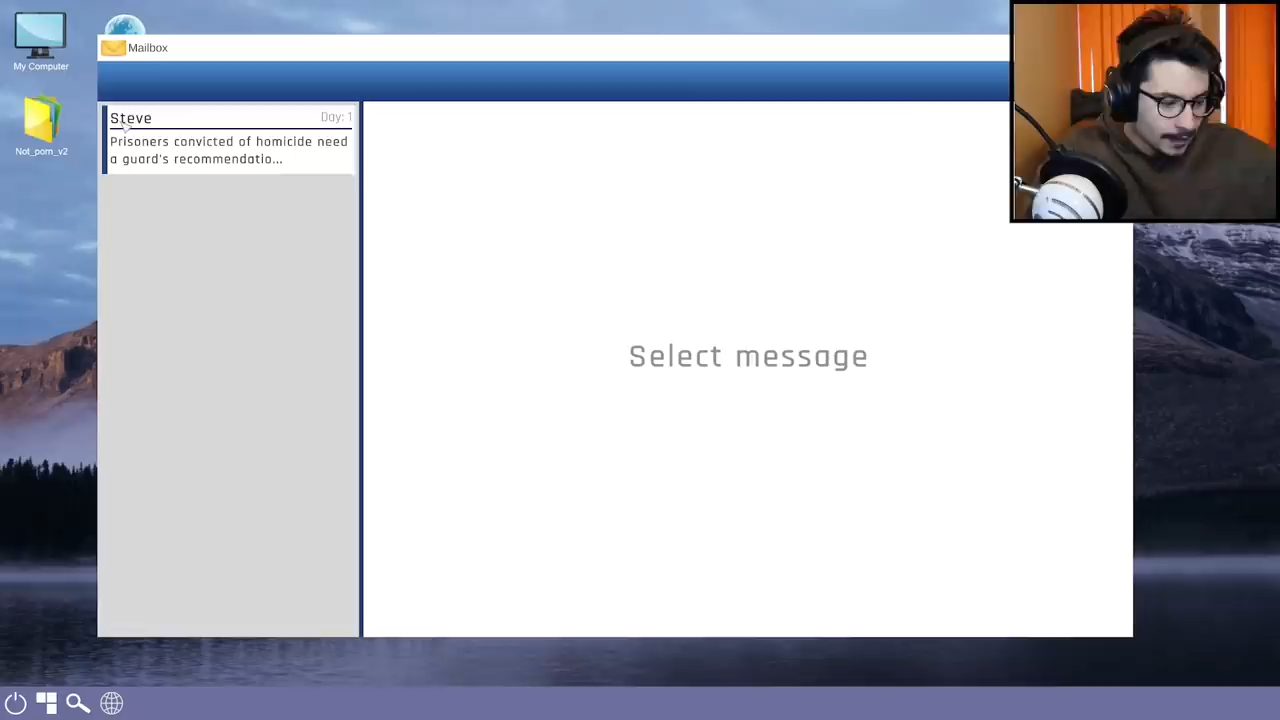 My Computer
Not_porn_v2
Mailbox
Steve
Day: 1
Prisoners convicted of homicide need
a guard's recommendatio...
Select message